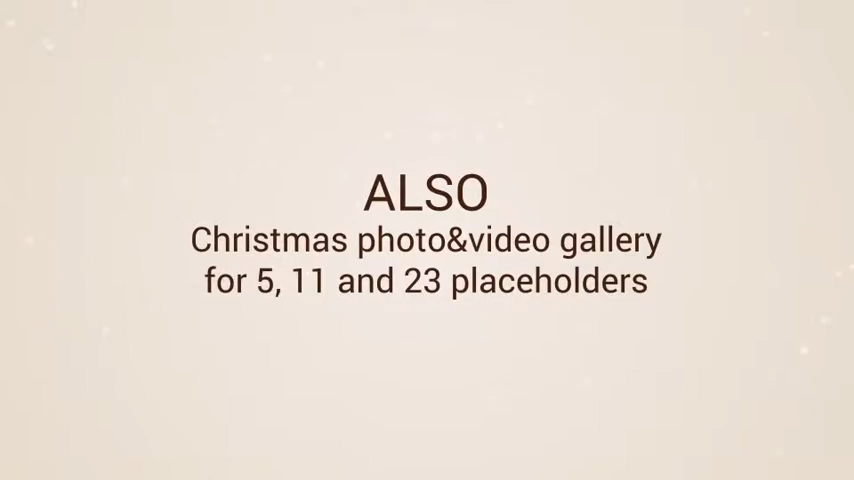 ALSO
Christmas photo&video gallery
for 5, 11 and 23 placeholders